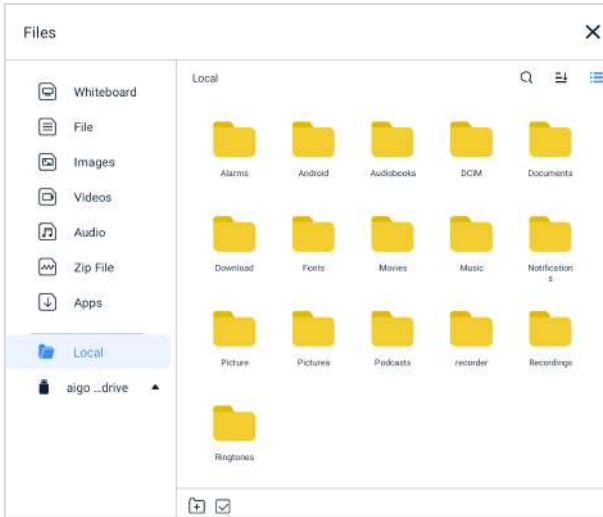 Files
Whiteboard
File
Images
Videos
Audio
Zip File
Apps
Local
aigo ...drive
Local
Alarms
Android
Audiobooks
DCIM
Documents
Download
Fonts
Movies
Music
Notification
s
Picture
Pictures
Podcasts
recorder
Recordings
Ringtones